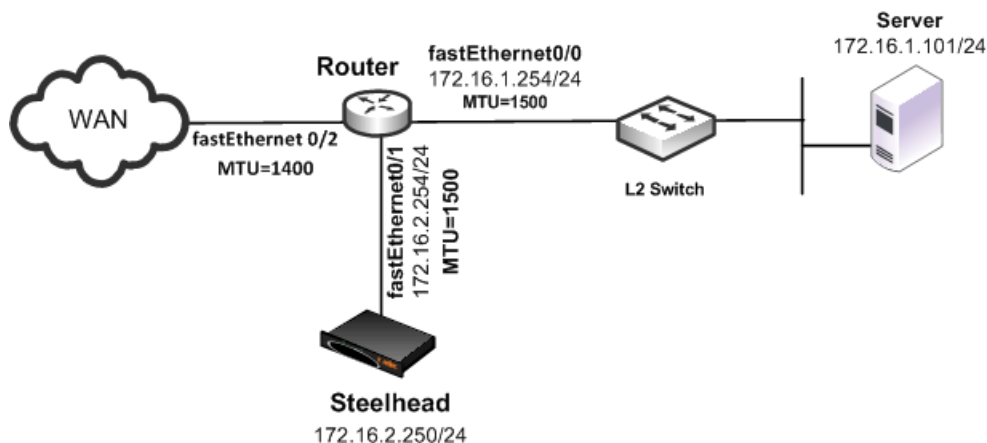 Server
172.16.1.101/24
fastEthernet0/0
172.16.1.254/24
MTU=1500
Router
WAN
fastEthernet 0/2
MTU=1400
L2 Switch
fastEthernet0/1
172.16.2.254/24
MTU=1500
Steelhead
172.16.2.250/24